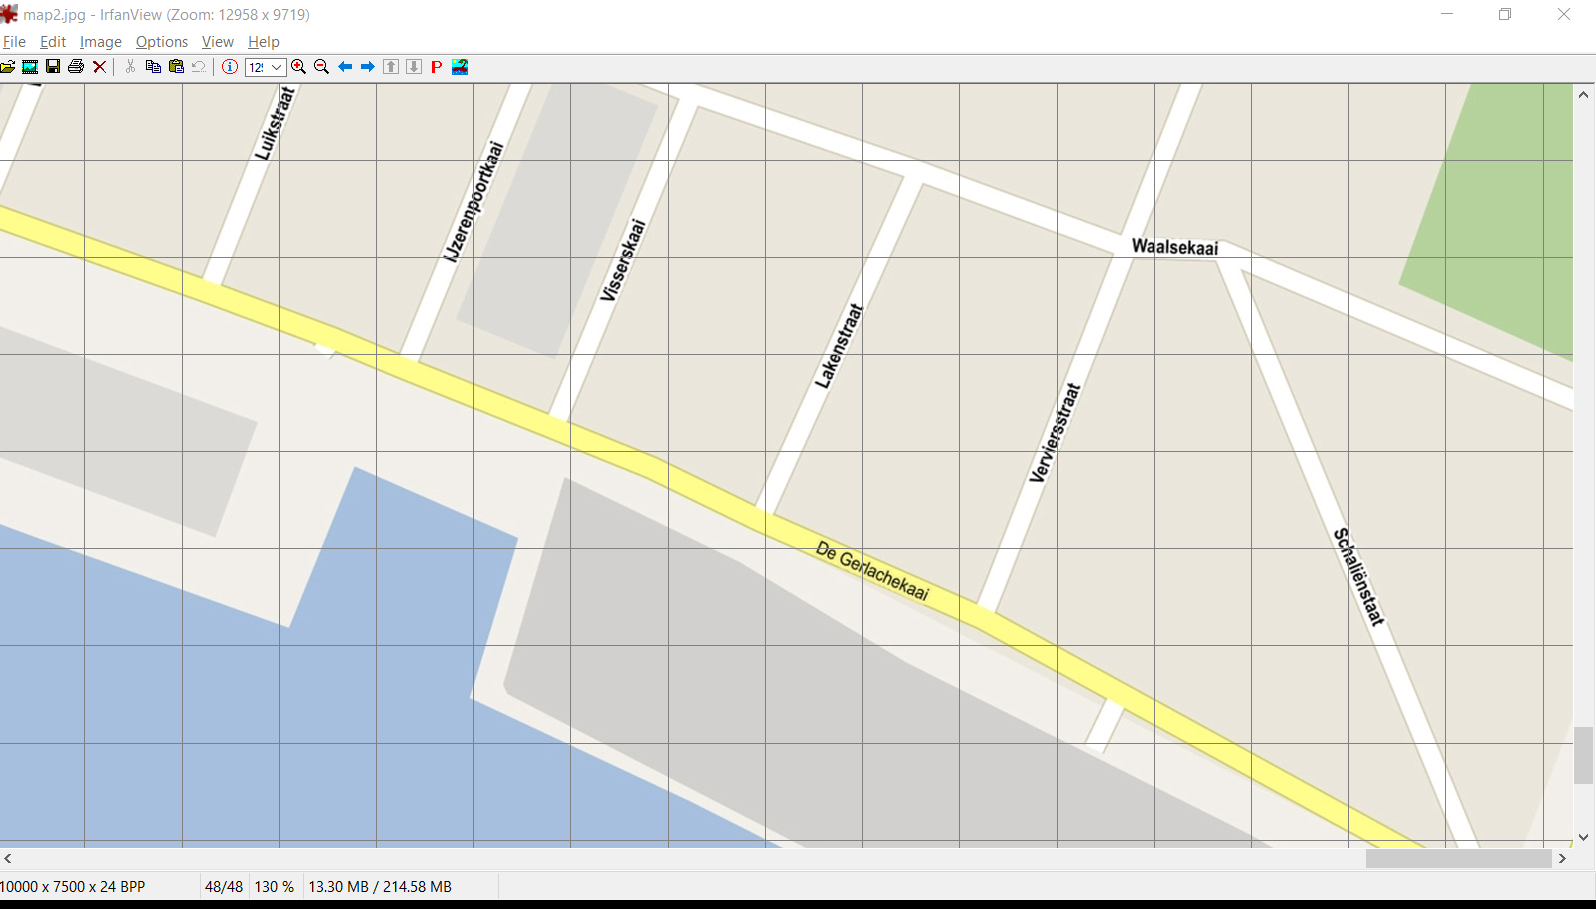 map2.jpg - IrfanView (Zoom: 12958 x 9719)
File Edit Image Options View Help
P
Luikstraat
IJzerenpoortkaai
Visserskaai
Waalsekaai
Lakenstraat
Verviersstraat
De Gerlachekaai
Schaliënstaat
10000 x 7500 x 24 BPP 48/48 130 % 13.30 MB / 214.58 MB